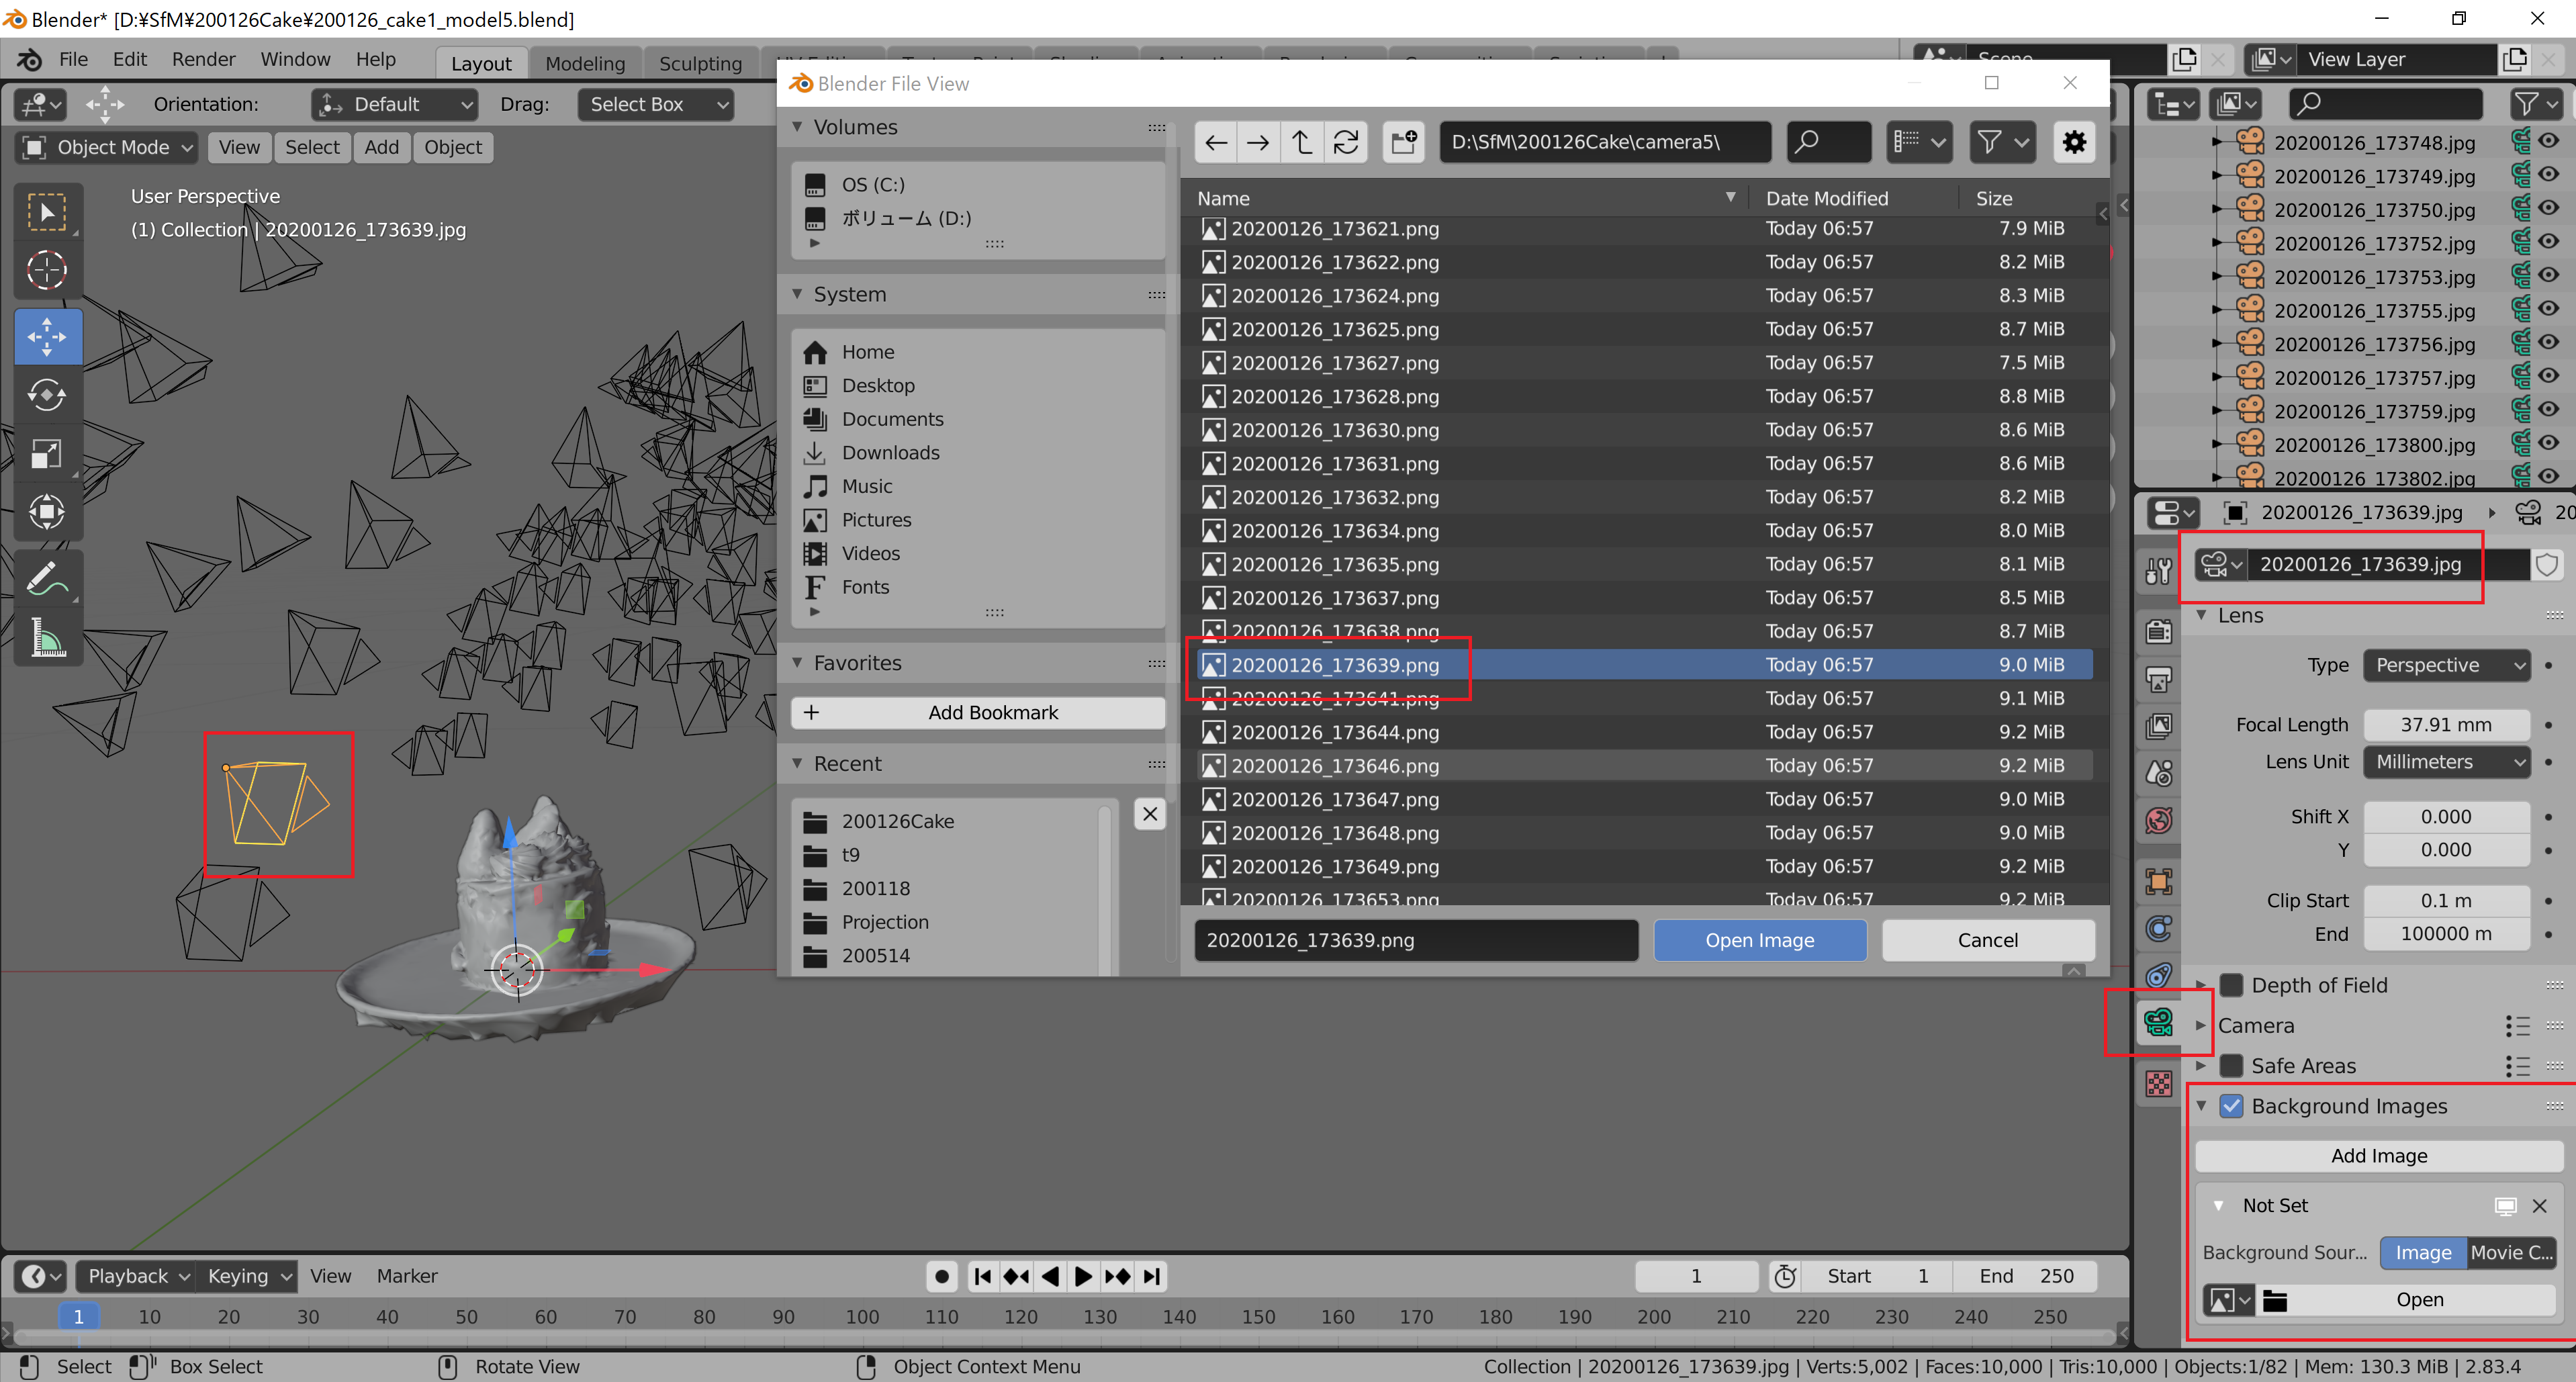 Blender* [D:¥SfM¥200126Cake¥200126_cake1_model5.blend]
File Edit Render Window Help Layout Modeling Sculpting
Scene View Layer
Orientation: Default Drag: Select Box
Object Mode View Select Add Object
User Perspective
(1) Collection | 20200126_173639.jpg
Blender File View
Volumes
OS (C:)
ボリューム (D:)
System
Home
Desktop
Documents
Downloads
Music
Pictures
Videos
Fonts
Favorites
Add Bookmark
Recent
200126Cake
t9
200118
Projection
200514
D:\SfM\200126Cake\camera5\
Name Date Modified Size
20200126_173621.png Today 06:57 7.9 MiB
20200126_173622.png Today 06:57 8.2 MiB
20200126_173624.png Today 06:57 8.3 MiB
20200126_173625.png Today 06:57 8.7 MiB
20200126_173627.png Today 06:57 7.5 MiB
20200126_173628.png Today 06:57 8.8 MiB
20200126_173630.png Today 06:57 8.6 MiB
20200126_173631.png Today 06:57 8.6 MiB
20200126_173632.png Today 06:57 8.2 MiB
20200126_173634.png Today 06:57 8.0 MiB
20200126_173635.png Today 06:57 8.1 MiB
20200126_173637.png Today 06:57 8.5 MiB
20200126_173638.png Today 06:57 8.7 MiB
20200126_173639.png Today 06:57 9.0 MiB
20200126_173641.png Today 06:57 9.1 MiB
20200126_173644.png Today 06:57 9.2 MiB
20200126_173646.png Today 06:57 9.2 MiB
20200126_173647.png Today 06:57 9.0 MiB
20200126_173648.png Today 06:57 9.0 MiB
20200126_173649.png Today 06:57 9.2 MiB
20200126_173653.png Today 06:57 9.2 MiB
20200126_173639.png Open Image Cancel
20200126_173748.jpg
20200126_173749.jpg
20200126_173750.jpg
20200126_173752.jpg
20200126_173753.jpg
20200126_173755.jpg
20200126_173756.jpg
20200126_173757.jpg
20200126_173759.jpg
20200126_173800.jpg
20200126_173802.jpg
20200126_173639.jpg 20
20200126_173639.jpg
Lens
Type Perspective
Focal Length 37.91 mm
Lens Unit Millimeters
Shift X 0.000
Y 0.000
Clip Start 0.1 m
End 100000 m
Depth of Field
Camera
Safe Areas
Background Images
Add Image
Not Set
Background Sour... Image Movie C...
Open
Playback Keying View Marker 1 Start 1 End 250
1 10 20 30 40 50 60 70 80 90 100 110 120 130 140 150 160 170 180 190 200 210 220 230 240 250
Select Box Select Rotate View Object Context Menu Collection | 20200126_173639.jpg | Verts:5,002 | Faces:10,000 | Tris:10,000 | Objects:1/82 | Mem: 130.3 MiB | 2.83.4